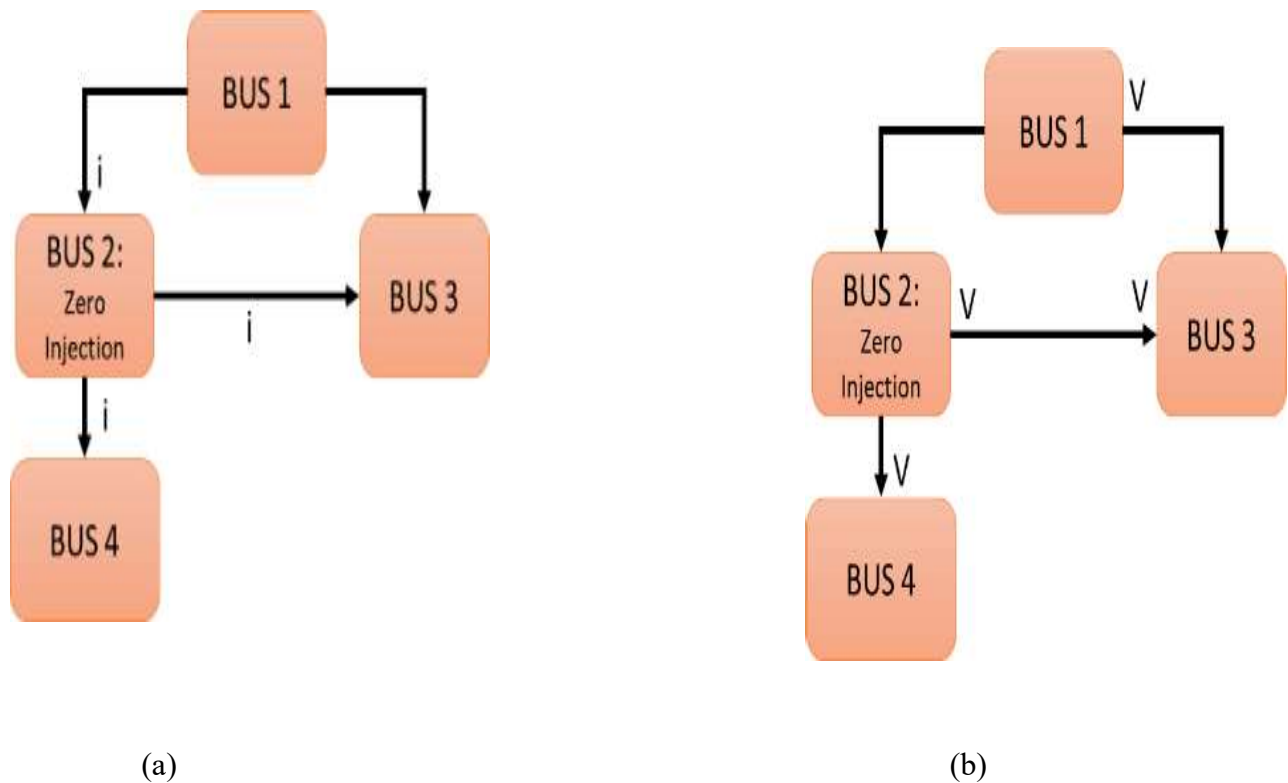 BUS 1
i
BUS 2:
Zero
Injection
i
BUS 3
i
BUS 4
(a)
BUS 1
V
BUS 2:
Zero
Injection
V
V
BUS 3
V
BUS 4
(b)